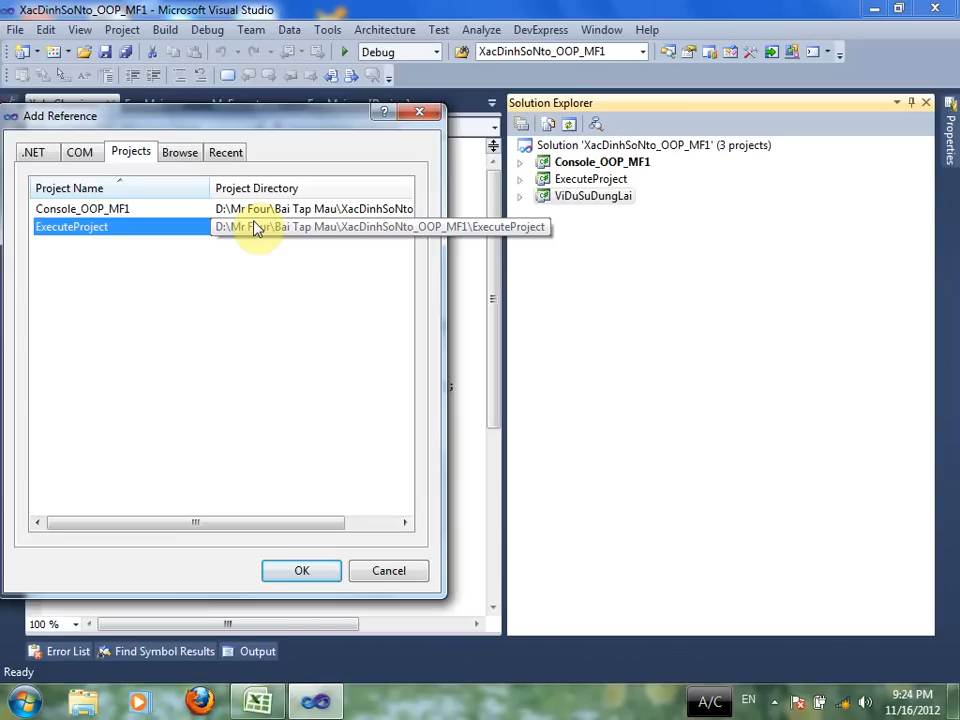 XacDinhSoNto_OOP_MF1 - Microsoft Visual Studio
File Edit View Project Build Debug Team Data Tools Architecture Test Analyze DevExpress Window Help
Debug XacDinhSoNto_OOP_MF1
Add Reference
.NET COM Projects Browse Recent
Project Name Project Directory
Console_OOP_MF1 D:\Mr Four\Bai Tap Mau\XacDinhSoNto
ExecuteProject D:\Mr Four\Bai Tap Mau\XacDinhSoNto_OOP_MF1\ExecuteProject
OK Cancel
100 %
Solution Explorer
Solution 'XacDinhSoNto_OOP_MF1' (3 projects)
Console_OOP_MF1
ExecuteProject
ViDuSuDungLai
Properties
Error List Find Symbol Results Output
Ready
A/C EN 9:24 PM
11/16/2012